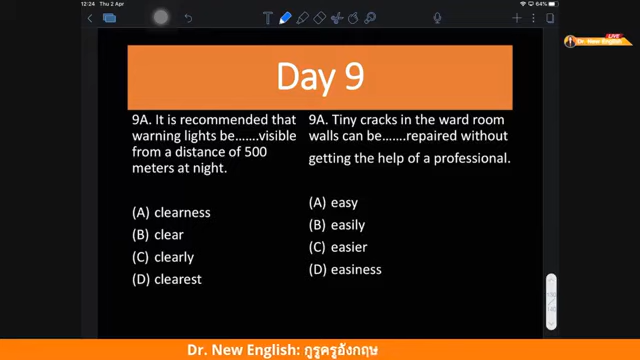 12:24 Thu 2 Apr
64%
LIVE
Dr. New English
Day 9
9A. It is recommended that
warning lights be.......visible
from a distance of 500
meters at night.
(A) clearness
(B) clear
(C) clearly
(D) clearest
9A. Tiny cracks in the ward room
walls can be.......repaired without
getting the help of a professional.
(A) easy
(B) easily
(C) easier
(D) easiness
Dr. New English: กูรูครูอังกฤษ